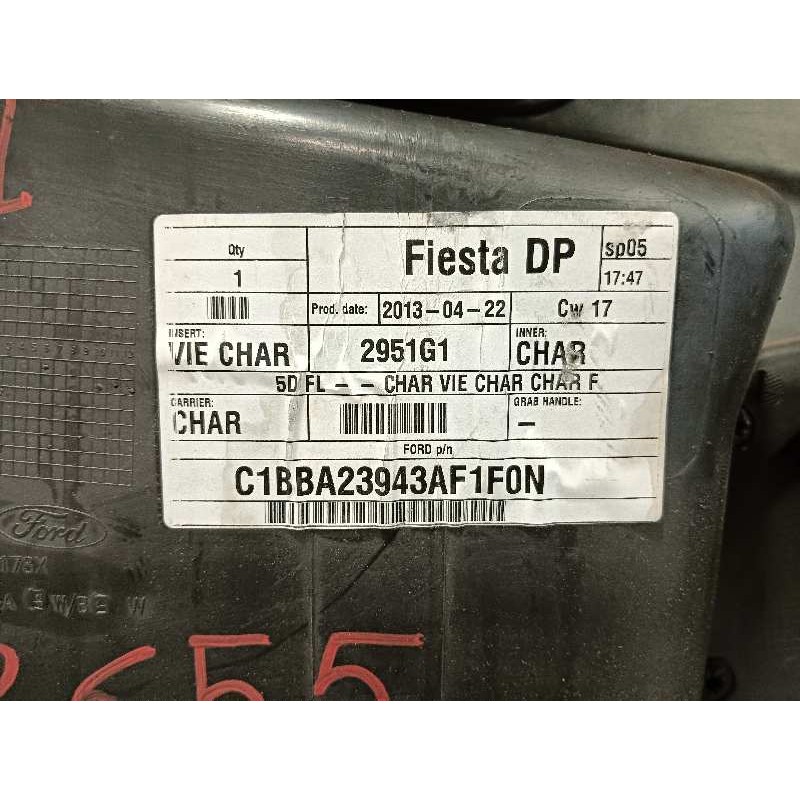 Qty
1
Fiesta DP
sp05
17:47
Prod. date: 2013-04-22
Cw 17
INSERT:
VIE CHAR
2951G1
INNER:
CHAR
5D FL - - CHAR VIE CHAR CHAR F
CARRIER:
CHAR
GRAB HANDLE:
-
FORD p/n
C1BBA23943AF1F0N
Ford
655